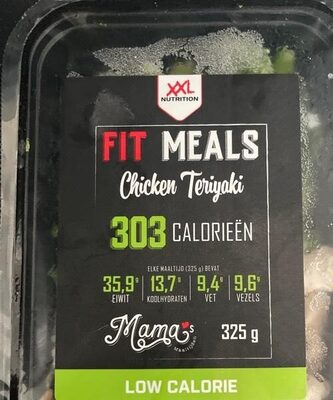 XXL
NUTRITION
FIT MEALS
Chicken Teriyaki
303 CALORIEËN
ELKE MAALTIJD (325 g) BEVAT
35,9g 13,7g 9,4g 9,6g
EIWIT KOOLHYDRATEN VET VEZELS
Mama's
325 g
LOW CALORIE